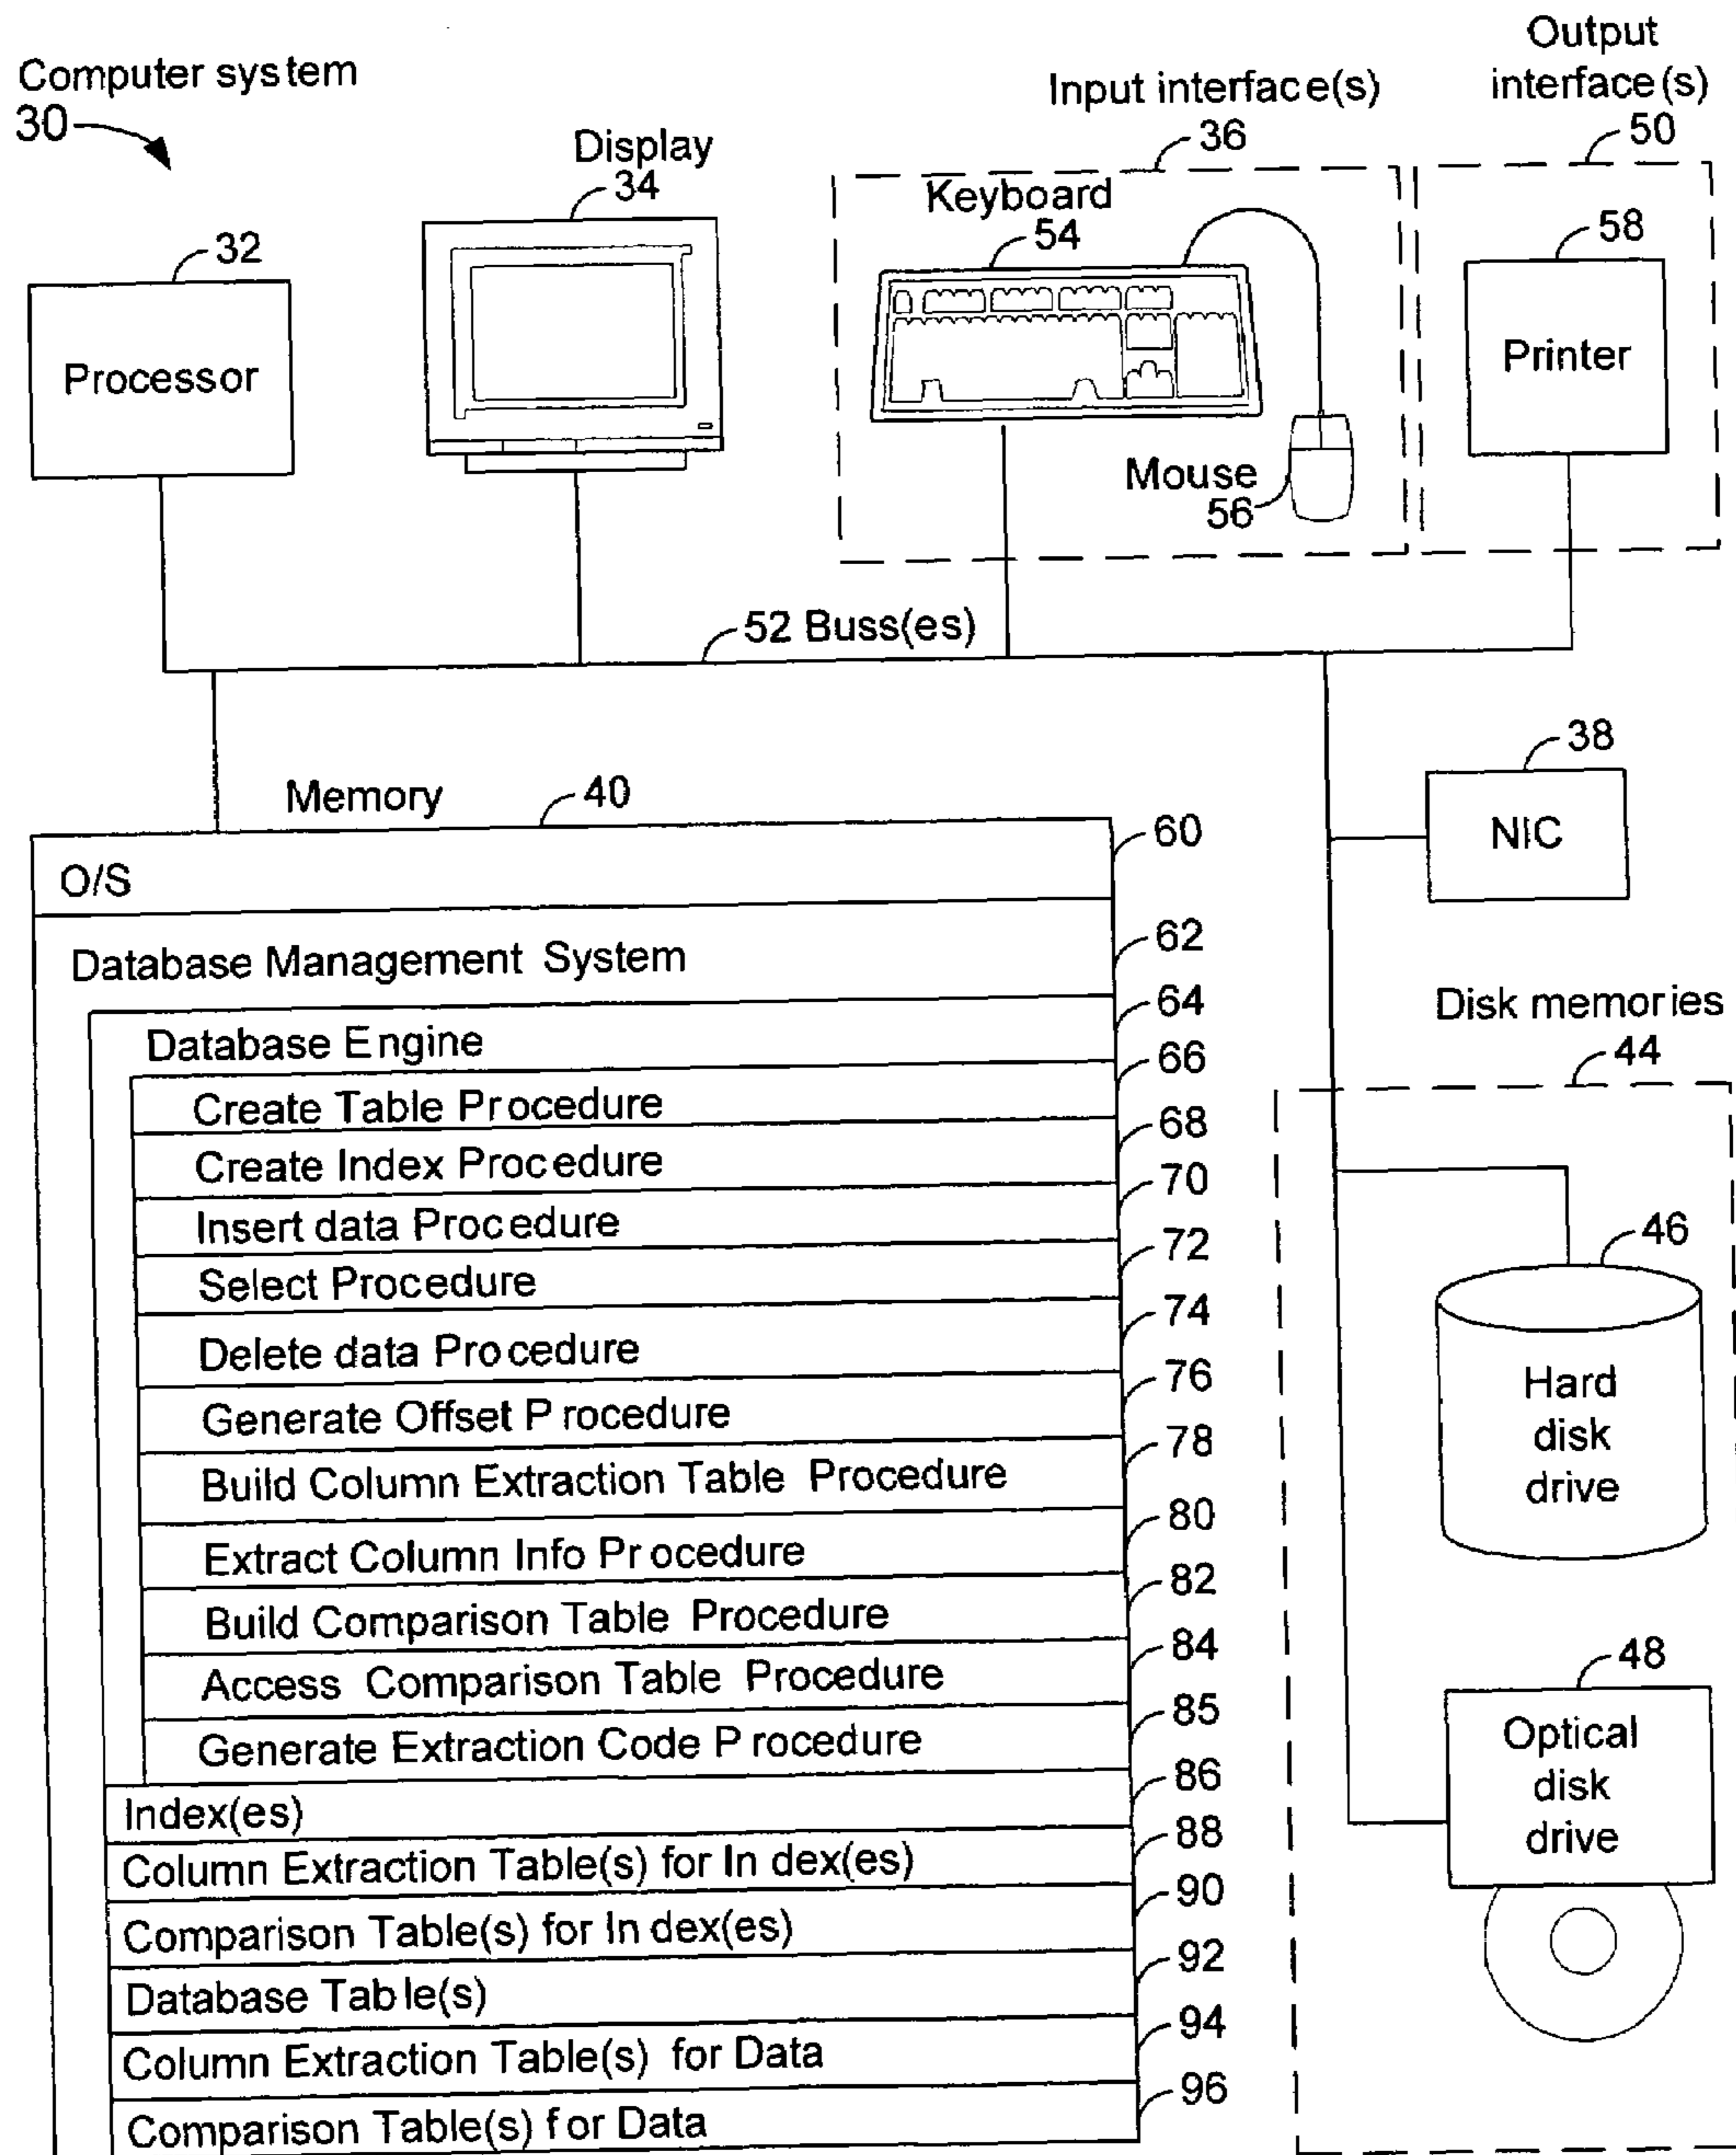 Computer system
30
Output
interface(s)
50
Input interface(s)
36
Display
34
Keyboard
54
32
58
Processor
Printer
Mouse
56
52 Buss(es)
38
NIC
Memory
40
O/S
60
Database Management System
62
Database Engine
64
Create Table Procedure
66
Create Index Procedure
68
Insert data Procedure
70
Select Procedure
72
Delete data Procedure
74
Generate Offset Procedure
76
Build Column Extraction Table Procedure
78
Extract Column Info Procedure
80
Build Comparison Table Procedure
82
Access Comparison Table Procedure
84
Generate Extraction Code Procedure
85
Index(es)
86
Column Extraction Table(s) for Index(es)
88
Comparison Table(s) for Index(es)
90
Database Table(s)
92
Column Extraction Table(s) for Data
94
Comparison Table(s) for Data
96
Disk memories
44
46
Hard
disk
drive
48
Optical
disk
drive